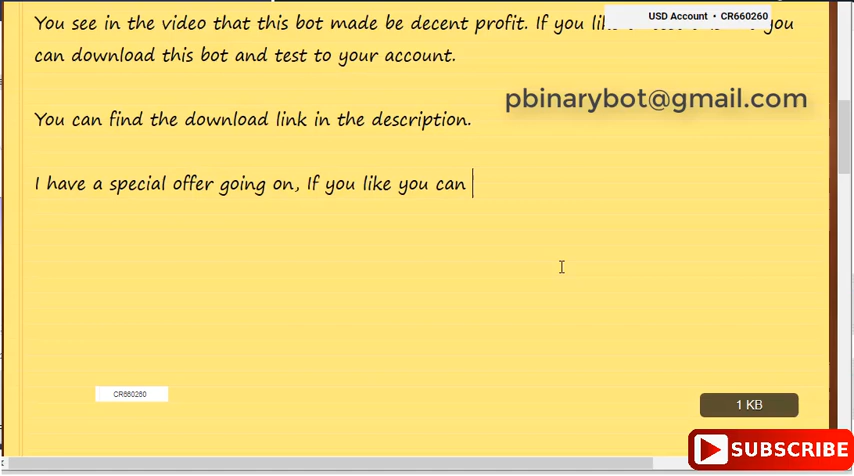 USD Account • CR660260
You see in the video that this bot made be decent profit. If you you
can download this bot and test to your account.
pbinarybot@gmail.com
You can find the download link in the description.
I have a special offer going on, If you like you can
CR660260
1 KB
SUBSCRIBE